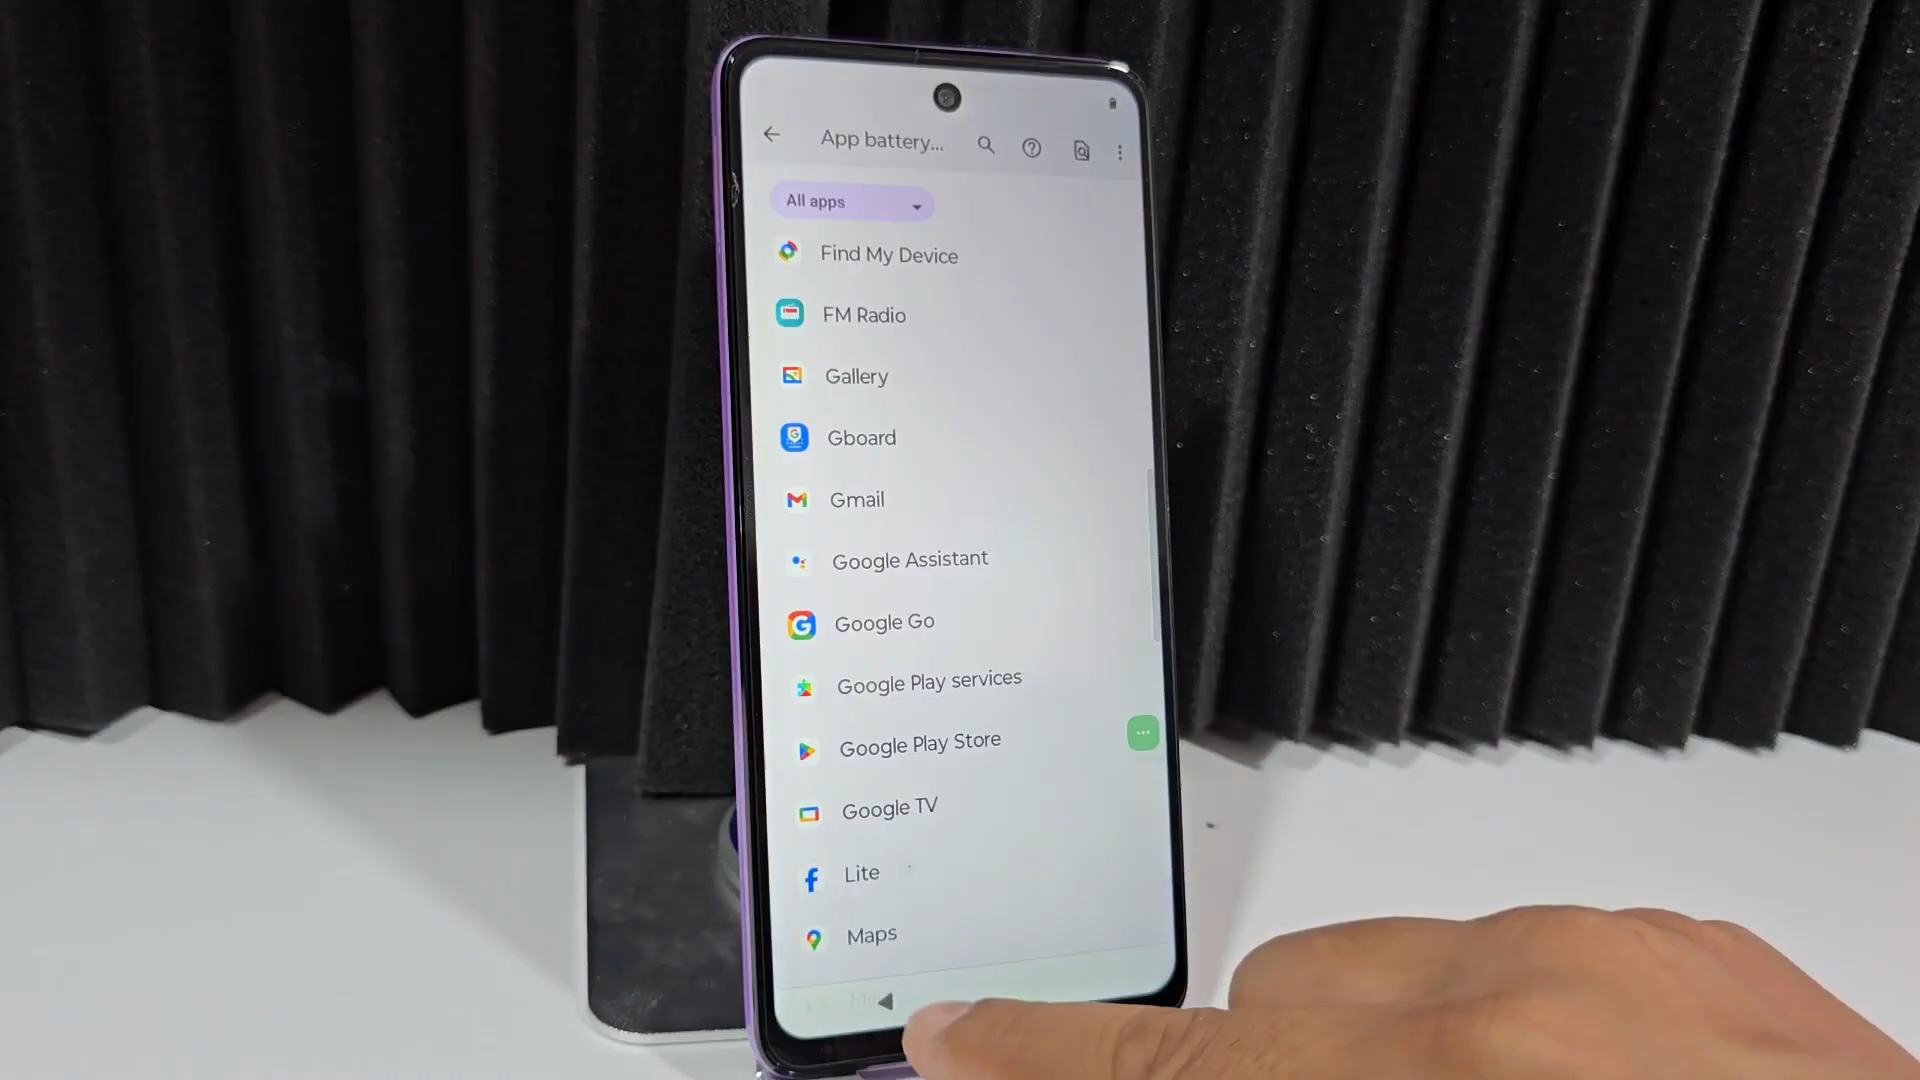 App battery...
All apps
Find My Device
FM Radio
Gallery
Gboard
Gmail
Google Assistant
Google Go
Google Play services
Google Play Store
Google TV
Lite
Maps